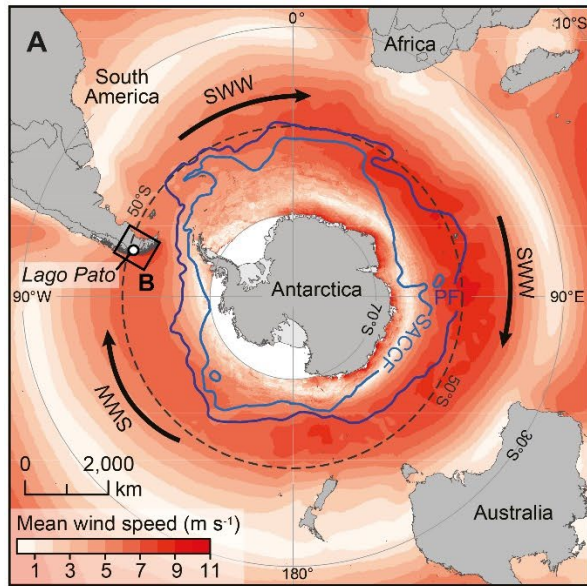 A
0°
10°S
Africa
South
America
SWW
50°S
Lago Pato
B
90°W
Antarctica
70°S
SACCF
PF
SWW
90°E
50°S
SWW
30°S
0 2,000
km
Australia
Mean wind speed (m s⁻¹)
1 3 5 7 9 11
180°